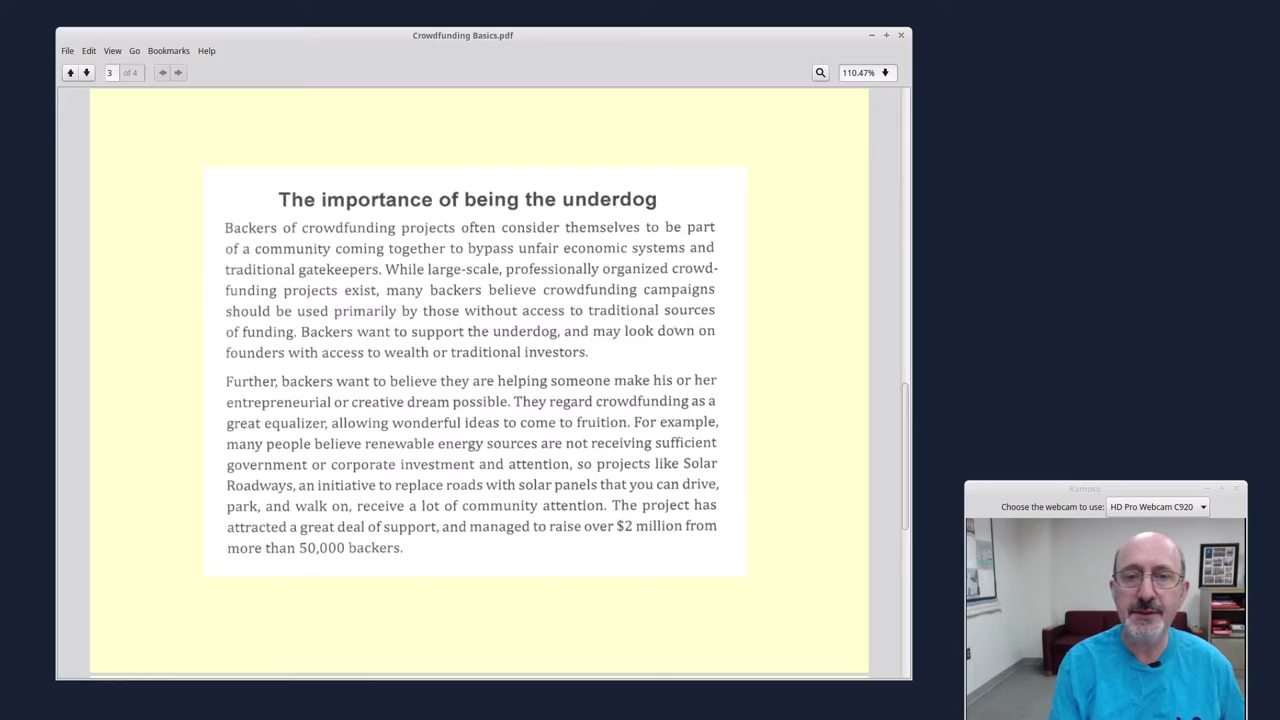 Crowdfunding Basics.pdf
File Edit View Go Bookmarks Help
3 of 4
110.47%
The importance of being the underdog
Backers of crowdfunding projects often consider themselves to be part
of a community coming together to bypass unfair economic systems and
traditional gatekeepers. While large-scale, professionally organized crowd-
funding projects exist, many backers believe crowdfunding campaigns
should be used primarily by those without access to traditional sources
of funding. Backers want to support the underdog, and may look down on
founders with access to wealth or traditional investors.
Further, backers want to believe they are helping someone make his or her
entrepreneurial or creative dream possible. They regard crowdfunding as a
great equalizer, allowing wonderful ideas to come to fruition. For example,
many people believe renewable energy sources are not receiving sufficient
government or corporate investment and attention, so projects like Solar
Roadways, an initiative to replace roads with solar panels that you can drive,
park, and walk on, receive a lot of community attention. The project has
attracted a great deal of support, and managed to raise over $2 million from
more than 50,000 backers.
Kamoso
Choose the webcam to use: HD Pro Webcam C920